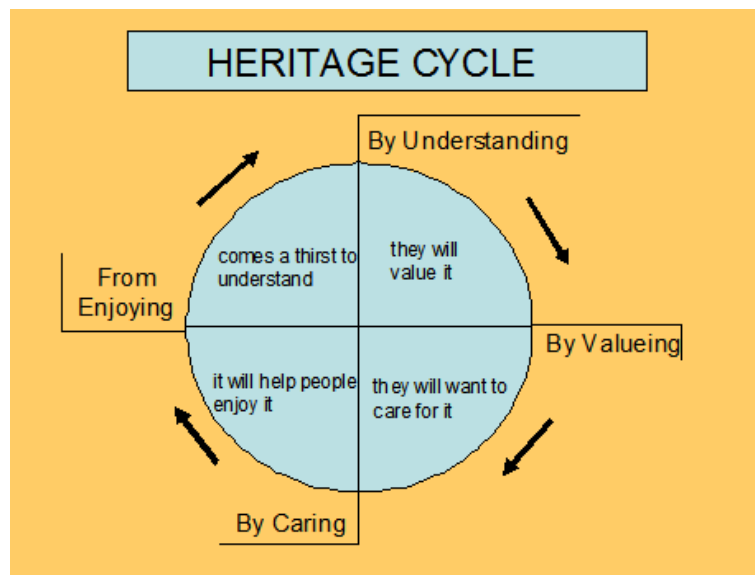 HERITAGE CYCLE
By Understanding
they will
value it
By Valueing
they will want to
care for it
By Caring
it will help people
enjoy it
From
Enjoying
comes a thirst to
understand